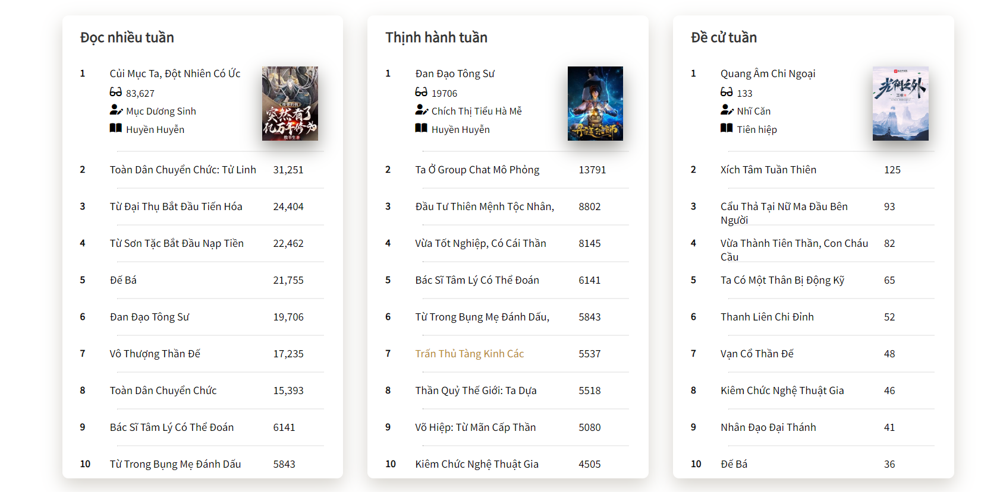 Đọc nhiều tuần
1
Củi Mục Ta, Đột Nhiên Có Ức
83,627
Mục Dương Sinh
Huyền Huyễn
突然有了
亿万年修为
牧羊生著
2 Toàn Dân Chuyển Chức: Tử Linh 31,251
3 Từ Đại Thụ Bắt Đầu Tiến Hóa 24,404
4 Từ Sơn Tặc Bắt Đầu Nạp Tiền 22,462
5 Đế Bá 21,755
6 Đan Đạo Tông Sư 19,706
7 Vô Thượng Thần Đế 17,235
8 Toàn Dân Chuyển Chức 15,393
9 Bác Sĩ Tâm Lý Có Thể Đoán 6141
10 Từ Trong Bụng Mẹ Đánh Dấu 5843
Thịnh hành tuần
1
Đan Đạo Tông Sư
19706
Chích Thị Tiểu Hà Mễ
Huyền Huyễn
丹道宗師
2 Ta Ở Group Chat Mô Phỏng 13791
3 Đầu Tư Thiên Mệnh Tộc Nhân, 8802
4 Vừa Tốt Nghiệp, Có Cái Thần 8145
5 Bác Sĩ Tâm Lý Có Thể Đoán 6141
6 Từ Trong Bụng Mẹ Đánh Dấu, 5843
7 Trấn Thủ Tàng Kinh Các 5537
8 Thần Quỷ Thế Giới: Ta Dựa 5518
9 Võ Hiệp: Từ Mãn Cấp Thần 5080
10 Kiêm Chức Nghệ Thuật Gia 4505
Đề cử tuần
1
Quang Âm Chi Ngoại
133
Nhĩ Căn
Tiên hiệp
光阴之外
耳根
2 Xích Tâm Tuần Thiên 125
3 Cẩu Thả Tại Nữ Ma Đầu Bên 93
Người
4 Vừa Thành Tiên Thần, Con Cháu 82
Cầu
5 Ta Có Một Thân Bị Động Kỹ 65
6 Thanh Liên Chi Đỉnh 52
7 Vạn Cổ Thần Đế 48
8 Kiêm Chức Nghệ Thuật Gia 46
9 Nhân Đạo Đại Thánh 41
10 Đế Bá 36